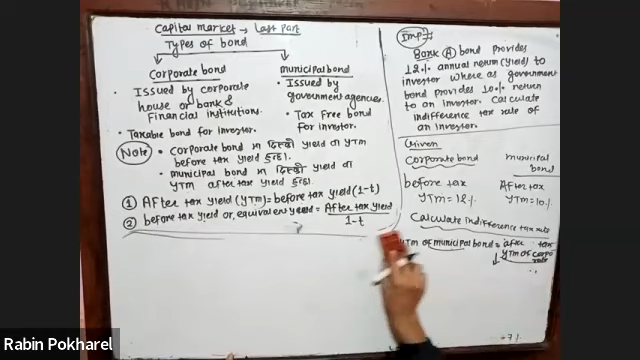 Capital market → Last part
Types of bond
Corporate bond
• Issued by corporate
house or bank &
Financial institutions.
• Taxable bond for investor.
municipal bond
• Issued by
government agencies.
• Tax Free bond
for investor.
Note
• Corporate bond मा दिएको yield वा YTM
before tax yield हुन्छ।
• municipal bond मा दिएको yield वा
YTM after tax yield हुन्छ।
① After tax yield (YTM) = before tax yield (1-t)
② before tax yield or, equivalent yield = After tax yield
1-t
Imp
Bank A bond provides
12% annual return (yield) to
investor where as government
bond provides 10% return
to an investor. Calculate
indifference tax rate of
an investor.
Given
Corporate bond
before tax
YTM = 12%
municipal
bond
After tax
YTM = 10%
Calculate indifference tax rate
YTM of municipal bond = after tax
YTM of
Rabin Pokharel